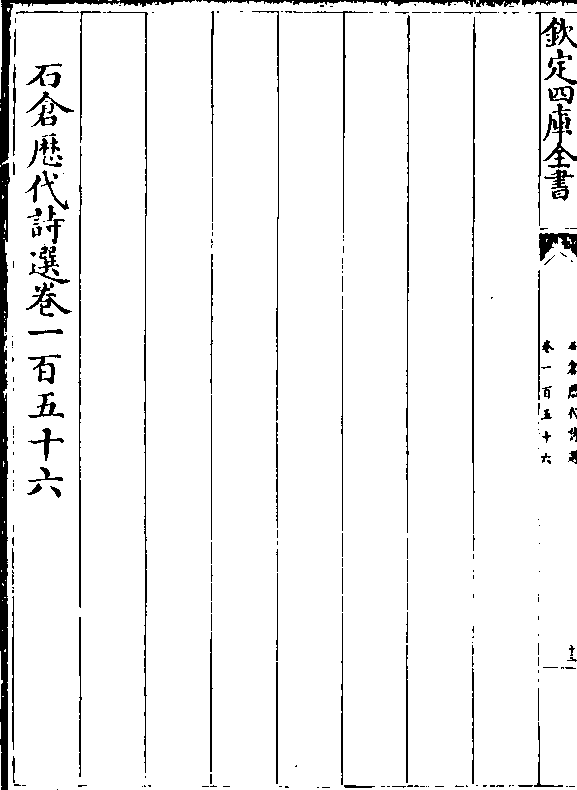 欽定四庫全書
石倉歷代詩選
卷一百五十六
石倉歷代詩選卷一百五十六